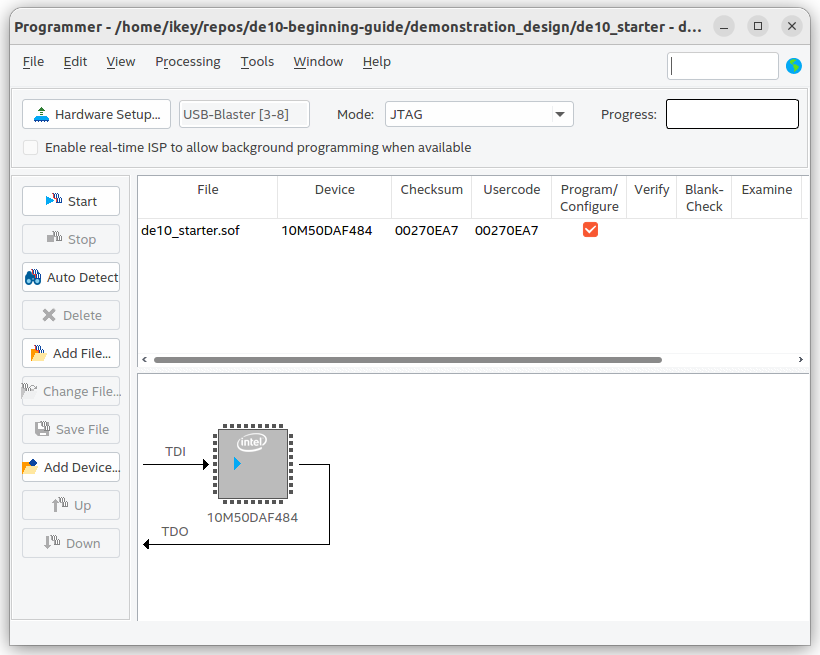 Programmer - /home/ikey/repos/de10-beginning-guide/demonstration_design/de10_starter - d...
File Edit View Processing Tools Window Help
Hardware Setup... USB-Blaster [3-8] Mode: JTAG Progress:
Enable real-time ISP to allow background programming when available
Start
Stop
Auto Detect
Delete
Add File...
Change File...
Save File
Add Device...
Up
Down
File Device Checksum Usercode Program/ Configure Verify Blank- Check Examine
de10_starter.sof 10M50DAF484 00270EA7 00270EA7
TDI
intel
10M50DAF484
TDO